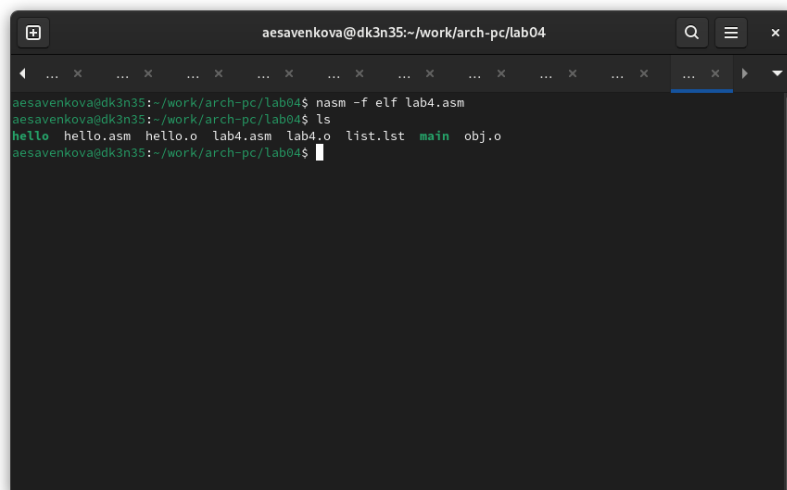 aesavenkova@dk3n35:~/work/arch-pc/lab04
... ... ... ... ... ... ... ... ... ...
aesavenkova@dk3n35:~/work/arch-pc/lab04$ nasm -f elf lab4.asm
aesavenkova@dk3n35:~/work/arch-pc/lab04$ ls
hello hello.asm hello.o lab4.asm lab4.o list.lst main obj.o
aesavenkova@dk3n35:~/work/arch-pc/lab04$